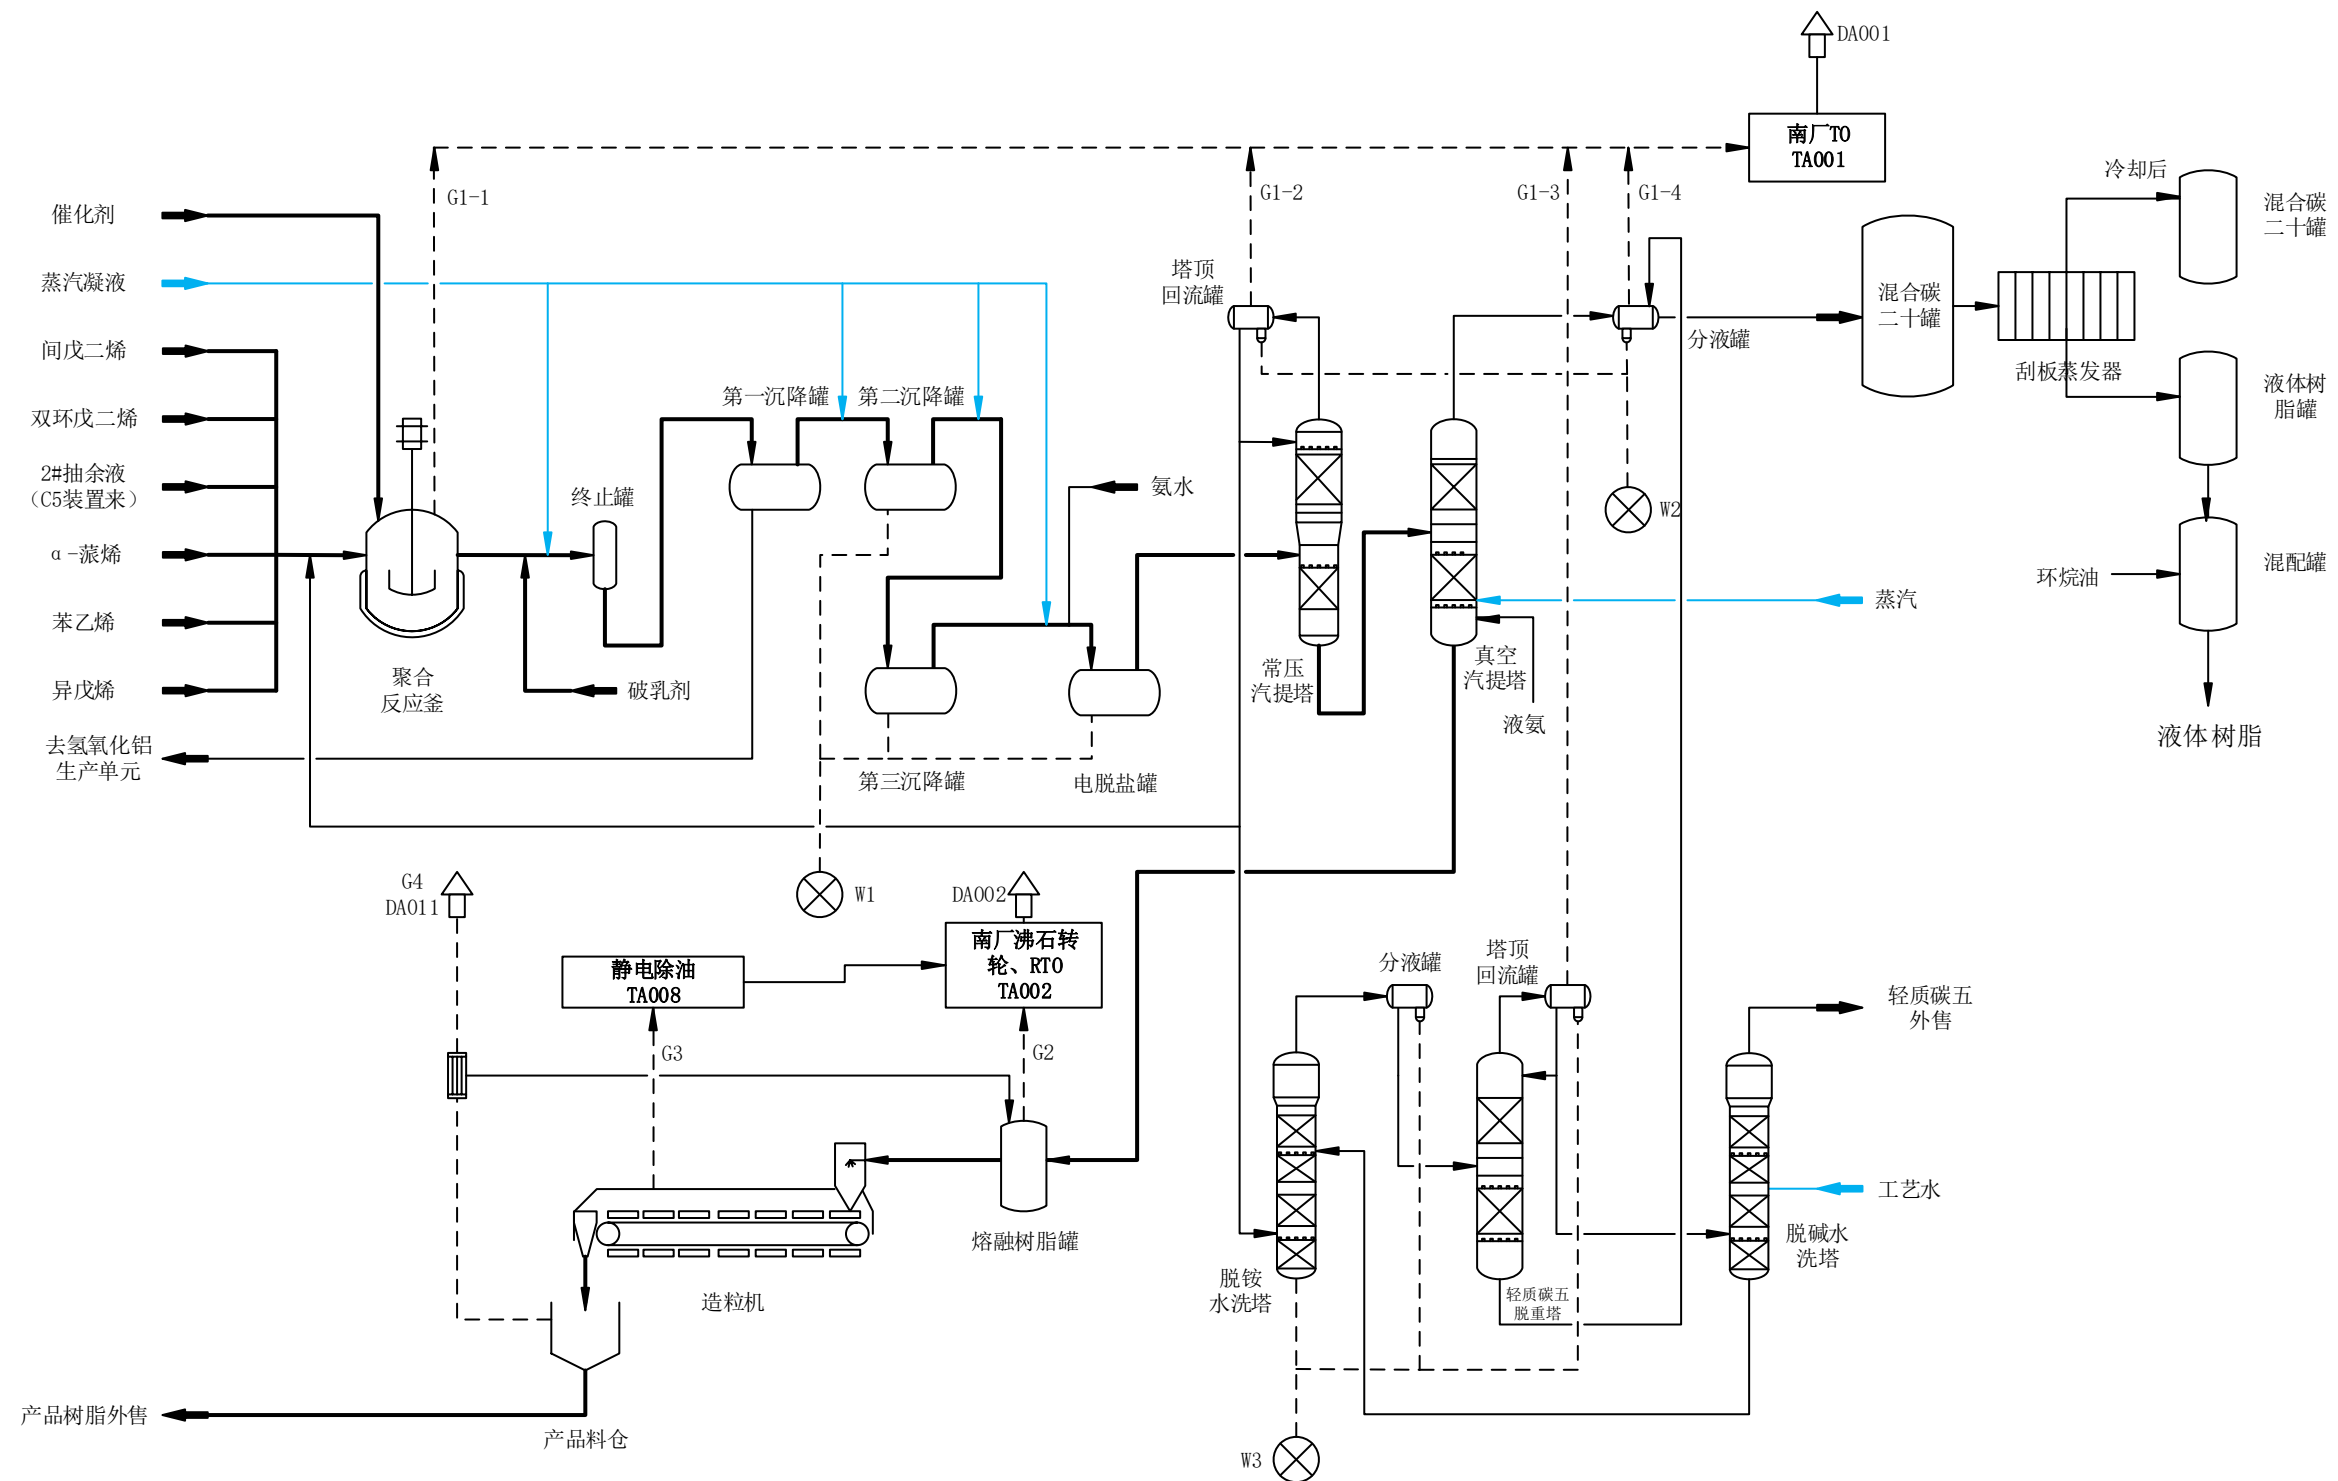 DA001
南厂TO
TA001
冷却后
混合碳
二十罐
G1-1
G1-2
G1-3
G1-4
催化剂
蒸汽凝液
塔顶
回流罐
混合碳
二十罐
分液罐
刮板蒸发器
液体树
脂罐
间戊二烯
双环戊二烯
2#抽余液
（C5装置来）
α-蒎烯
苯乙烯
异戊烯
去氢氧化铝
生产单元
第一沉降罐
第二沉降罐
终止罐
氨水
W2
混配罐
环烷油
蒸汽
聚合
反应釜
破乳剂
常压
汽提塔
真空
汽提塔
液氨
液体树脂
第三沉降罐
电脱盐罐
G4
DA011
W1
DA002
静电除油
TA008
南厂沸石转
轮、RTO
TA002
G3
G2
分液罐
塔顶
回流罐
轻质碳五
外售
工艺水
脱碱水
洗塔
熔融树脂罐
脱铵
水洗塔
轻质碳五
脱重塔
造粒机
产品树脂外售
产品料仓
W3